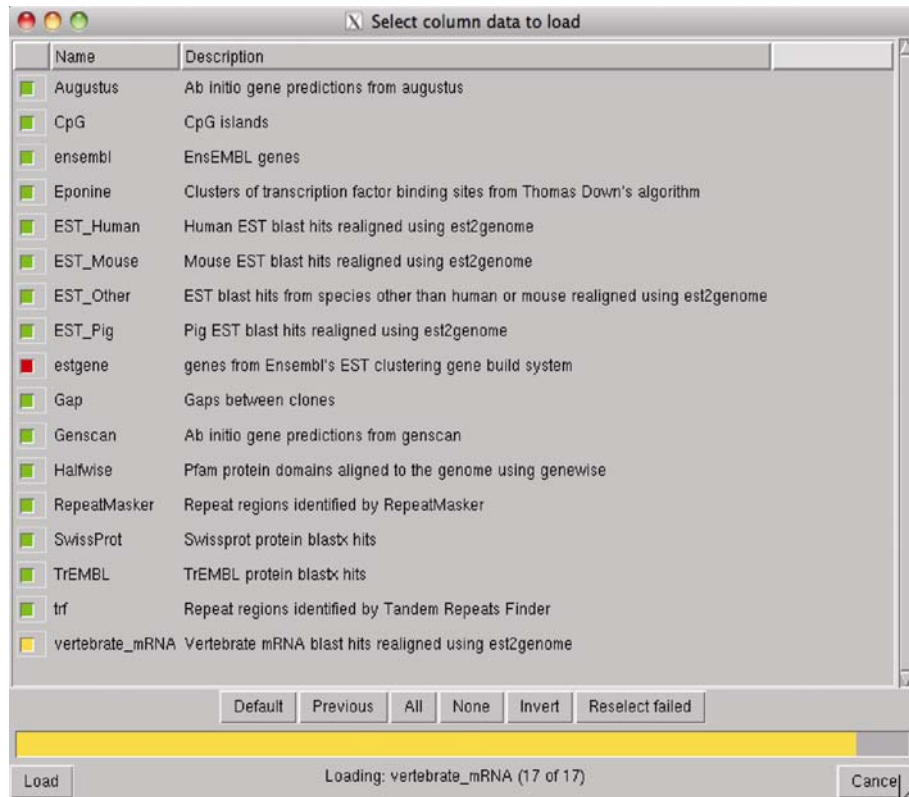 Select column data to load
Name Description
Augustus Ab initio gene predictions from augustus
CpG CpG islands
ensembl EnsEMBL genes
Eponine Clusters of transcription factor binding sites from Thomas Down's algorithm
EST_Human Human EST blast hits realigned using est2genome
EST_Mouse Mouse EST blast hits realigned using est2genome
EST_Other EST blast hits from species other than human or mouse realigned using est2genome
EST_Pig Pig EST blast hits realigned using est2genome
estgene genes from Ensembl's EST clustering gene build system
Gap Gaps between clones
Genscan Ab initio gene predictions from genscan
Halfwise Pfam protein domains aligned to the genome using genewise
RepeatMasker Repeat regions identified by RepeatMasker
SwissProt Swissprot protein blastx hits
TrEMBL TrEMBL protein blastx hits
trf Repeat regions identified by Tandem Repeats Finder
vertebrate_mRNA Vertebrate mRNA blast hits realigned using est2genome
Default Previous All None Invert Reselect failed
Load Loading: vertebrate_mRNA (17 of 17) Cancel